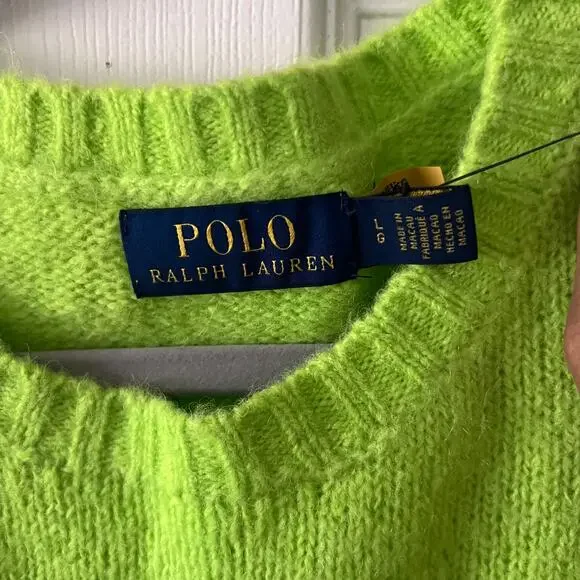 POLO
RALPH LAUREN
L
G
MADE IN
MACAU
FABRIQUÉ À
MACAO
HECHO EN
MACAO